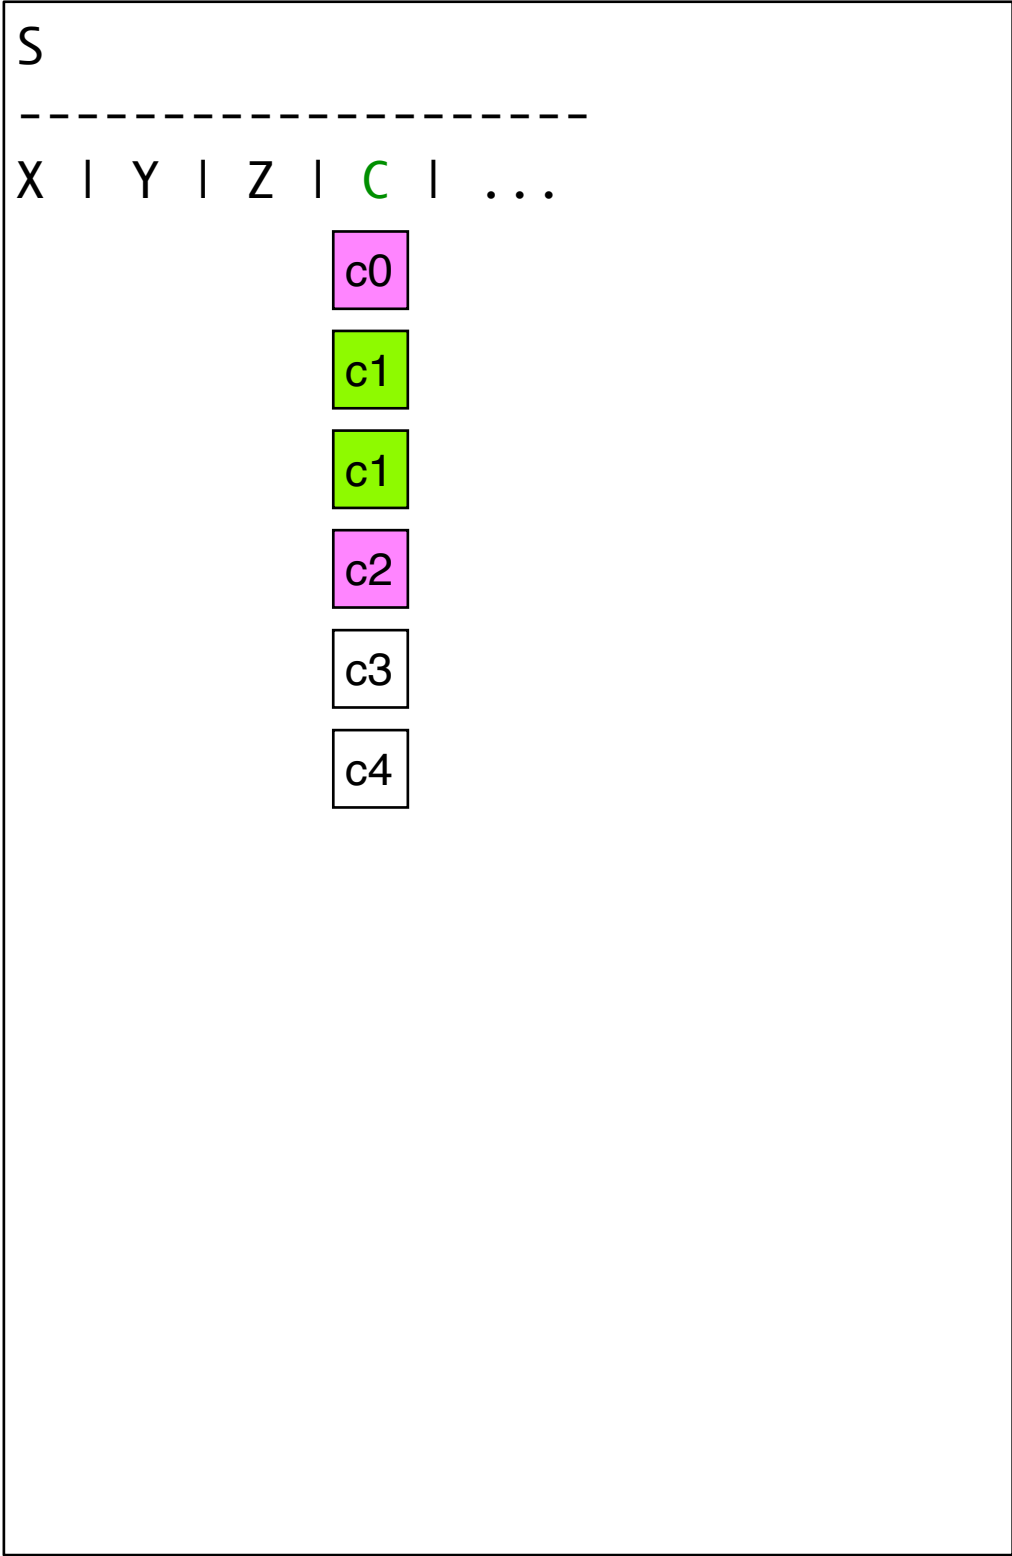 S
--------------------
X | Y | Z | C | ...
c0
c1
c1
c2
c3
c4